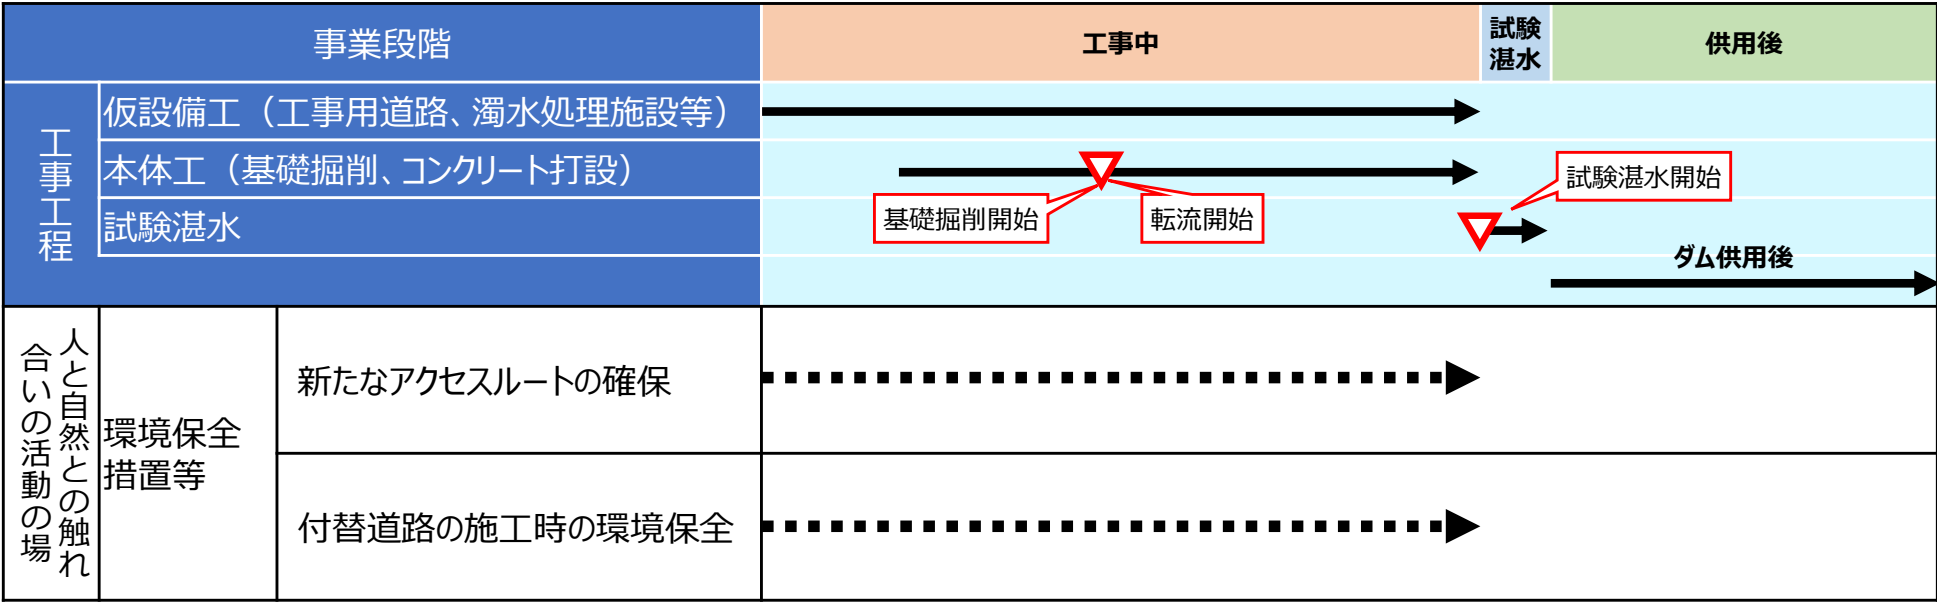 事業段階
工事中
試験
湛水
供用後
工事工程
仮設備工（工事用道路、濁水処理施設等）
本体工（基礎掘削、コンクリート打設）
基礎掘削開始
転流開始
試験湛水開始
試験湛水
ダム供用後
人と自然との触れ
合いの活動の場
環境保全
措置等
新たなアクセスルートの確保
付替道路の施工時の環境保全